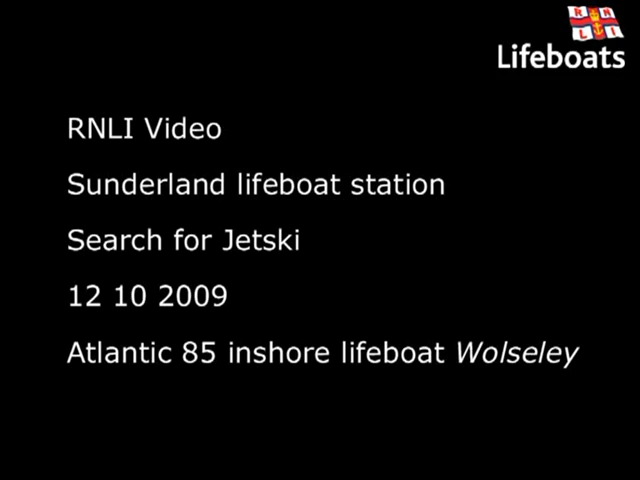 R N
L I
Lifeboats
RNLI Video
Sunderland lifeboat station
Search for Jetski
12 10 2009
Atlantic 85 inshore lifeboat Wolseley